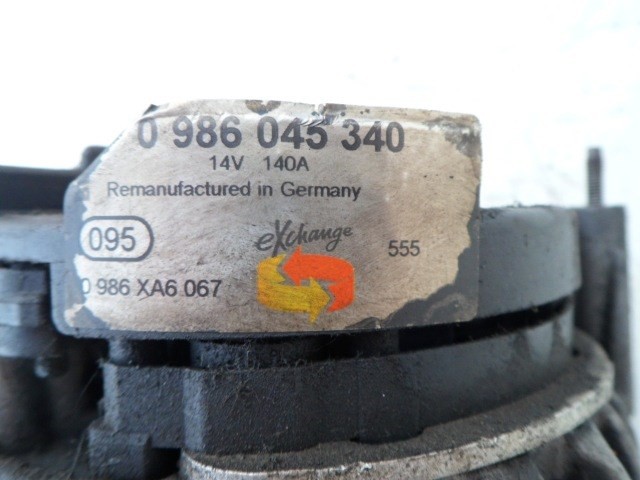 0 986 045 340
14V 140A
Remanufactured in Germany
095
eXchange
555
0 986 XA6 067